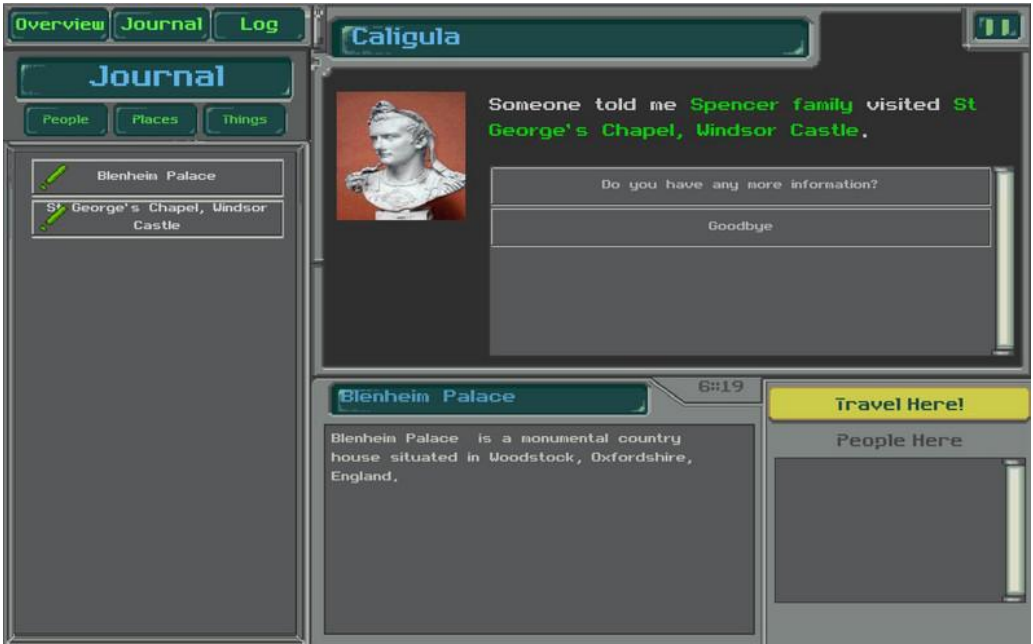 Overview Journal Log
Journal
People Places Things
Blenheim Palace
St George's Chapel, Windsor
Castle
Caligula
Someone told me Spencer family visited St
George's Chapel, Windsor Castle.
Do you have any more information?
Goodbye
Blenheim Palace
6::19
Blenheim Palace is a monumental country
house situated in Woodstock, Oxfordshire,
England.
Travel Here!
People Here